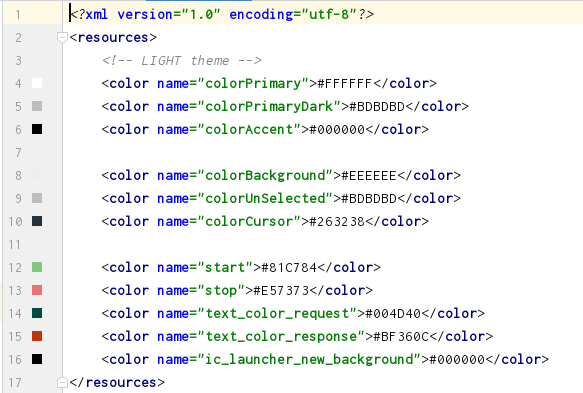 1 <?xml version="1.0" encoding="utf-8"?>
2 <resources>
3     <!-- LIGHT theme -->
4     <color name="colorPrimary">#FFFFFF</color>
5     <color name="colorPrimaryDark">#BDBDBD</color>
6     <color name="colorAccent">#000000</color>
7
8     <color name="colorBackground">#EEEEEE</color>
9     <color name="colorUnSelected">#BDBDBD</color>
10     <color name="colorCursor">#263238</color>
11
12     <color name="start">#81C784</color>
13     <color name="stop">#E57373</color>
14     <color name="text_color_request">#004D40</color>
15     <color name="text_color_response">#BF360C</color>
16     <color name="ic_launcher_new_background">#000000</color>
17 </resources>